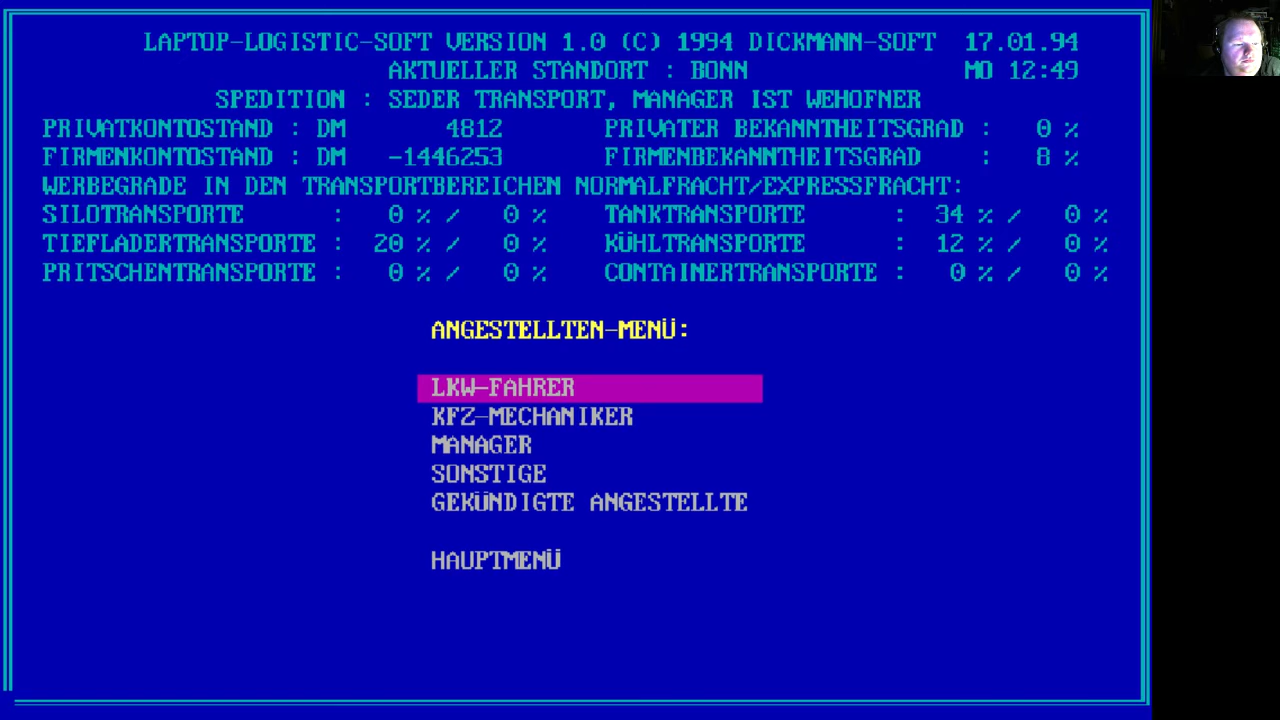 LAPTOP-LOGISTIC-SOFT VERSION 1.0 (C) 1994 DICKMANN-SOFT 17.01.94
AKTUELLER STANDORT : BONN MO 12:49
SPEDITION : SEDER TRANSPORT, MANAGER IST WEHOFNER
PRIVATKONTOSTAND : DM 4812 PRIVATER BEKANNTHEITSGRAD : 0 %
FIRMENKONTOSTAND : DM -1446253 FIRMENBEKANNTHEITSGRAD : 8 %
WERBEGRADE IN DEN TRANSPORTBEREICHEN NORMALFRACHT/EXPRESSFRACHT:
SILOTRANSPORTE : 0 % / 0 % TANKTRANSPORTE : 34 % / 0 %
TIEFLADERTRANSPORTE : 20 % / 0 % KÜHLTRANSPORTE : 12 % / 0 %
PRITSCHENTRANSPORTE : 0 % / 0 % CONTAINERTRANSPORTE : 0 % / 0 %
ANGESTELLTEN-MENÜ:
LKW-FAHRER
KFZ-MECHANIKER
MANAGER
SONSTIGE
GEKÜNDIGTE ANGESTELLTE
HAUPTMENÜ